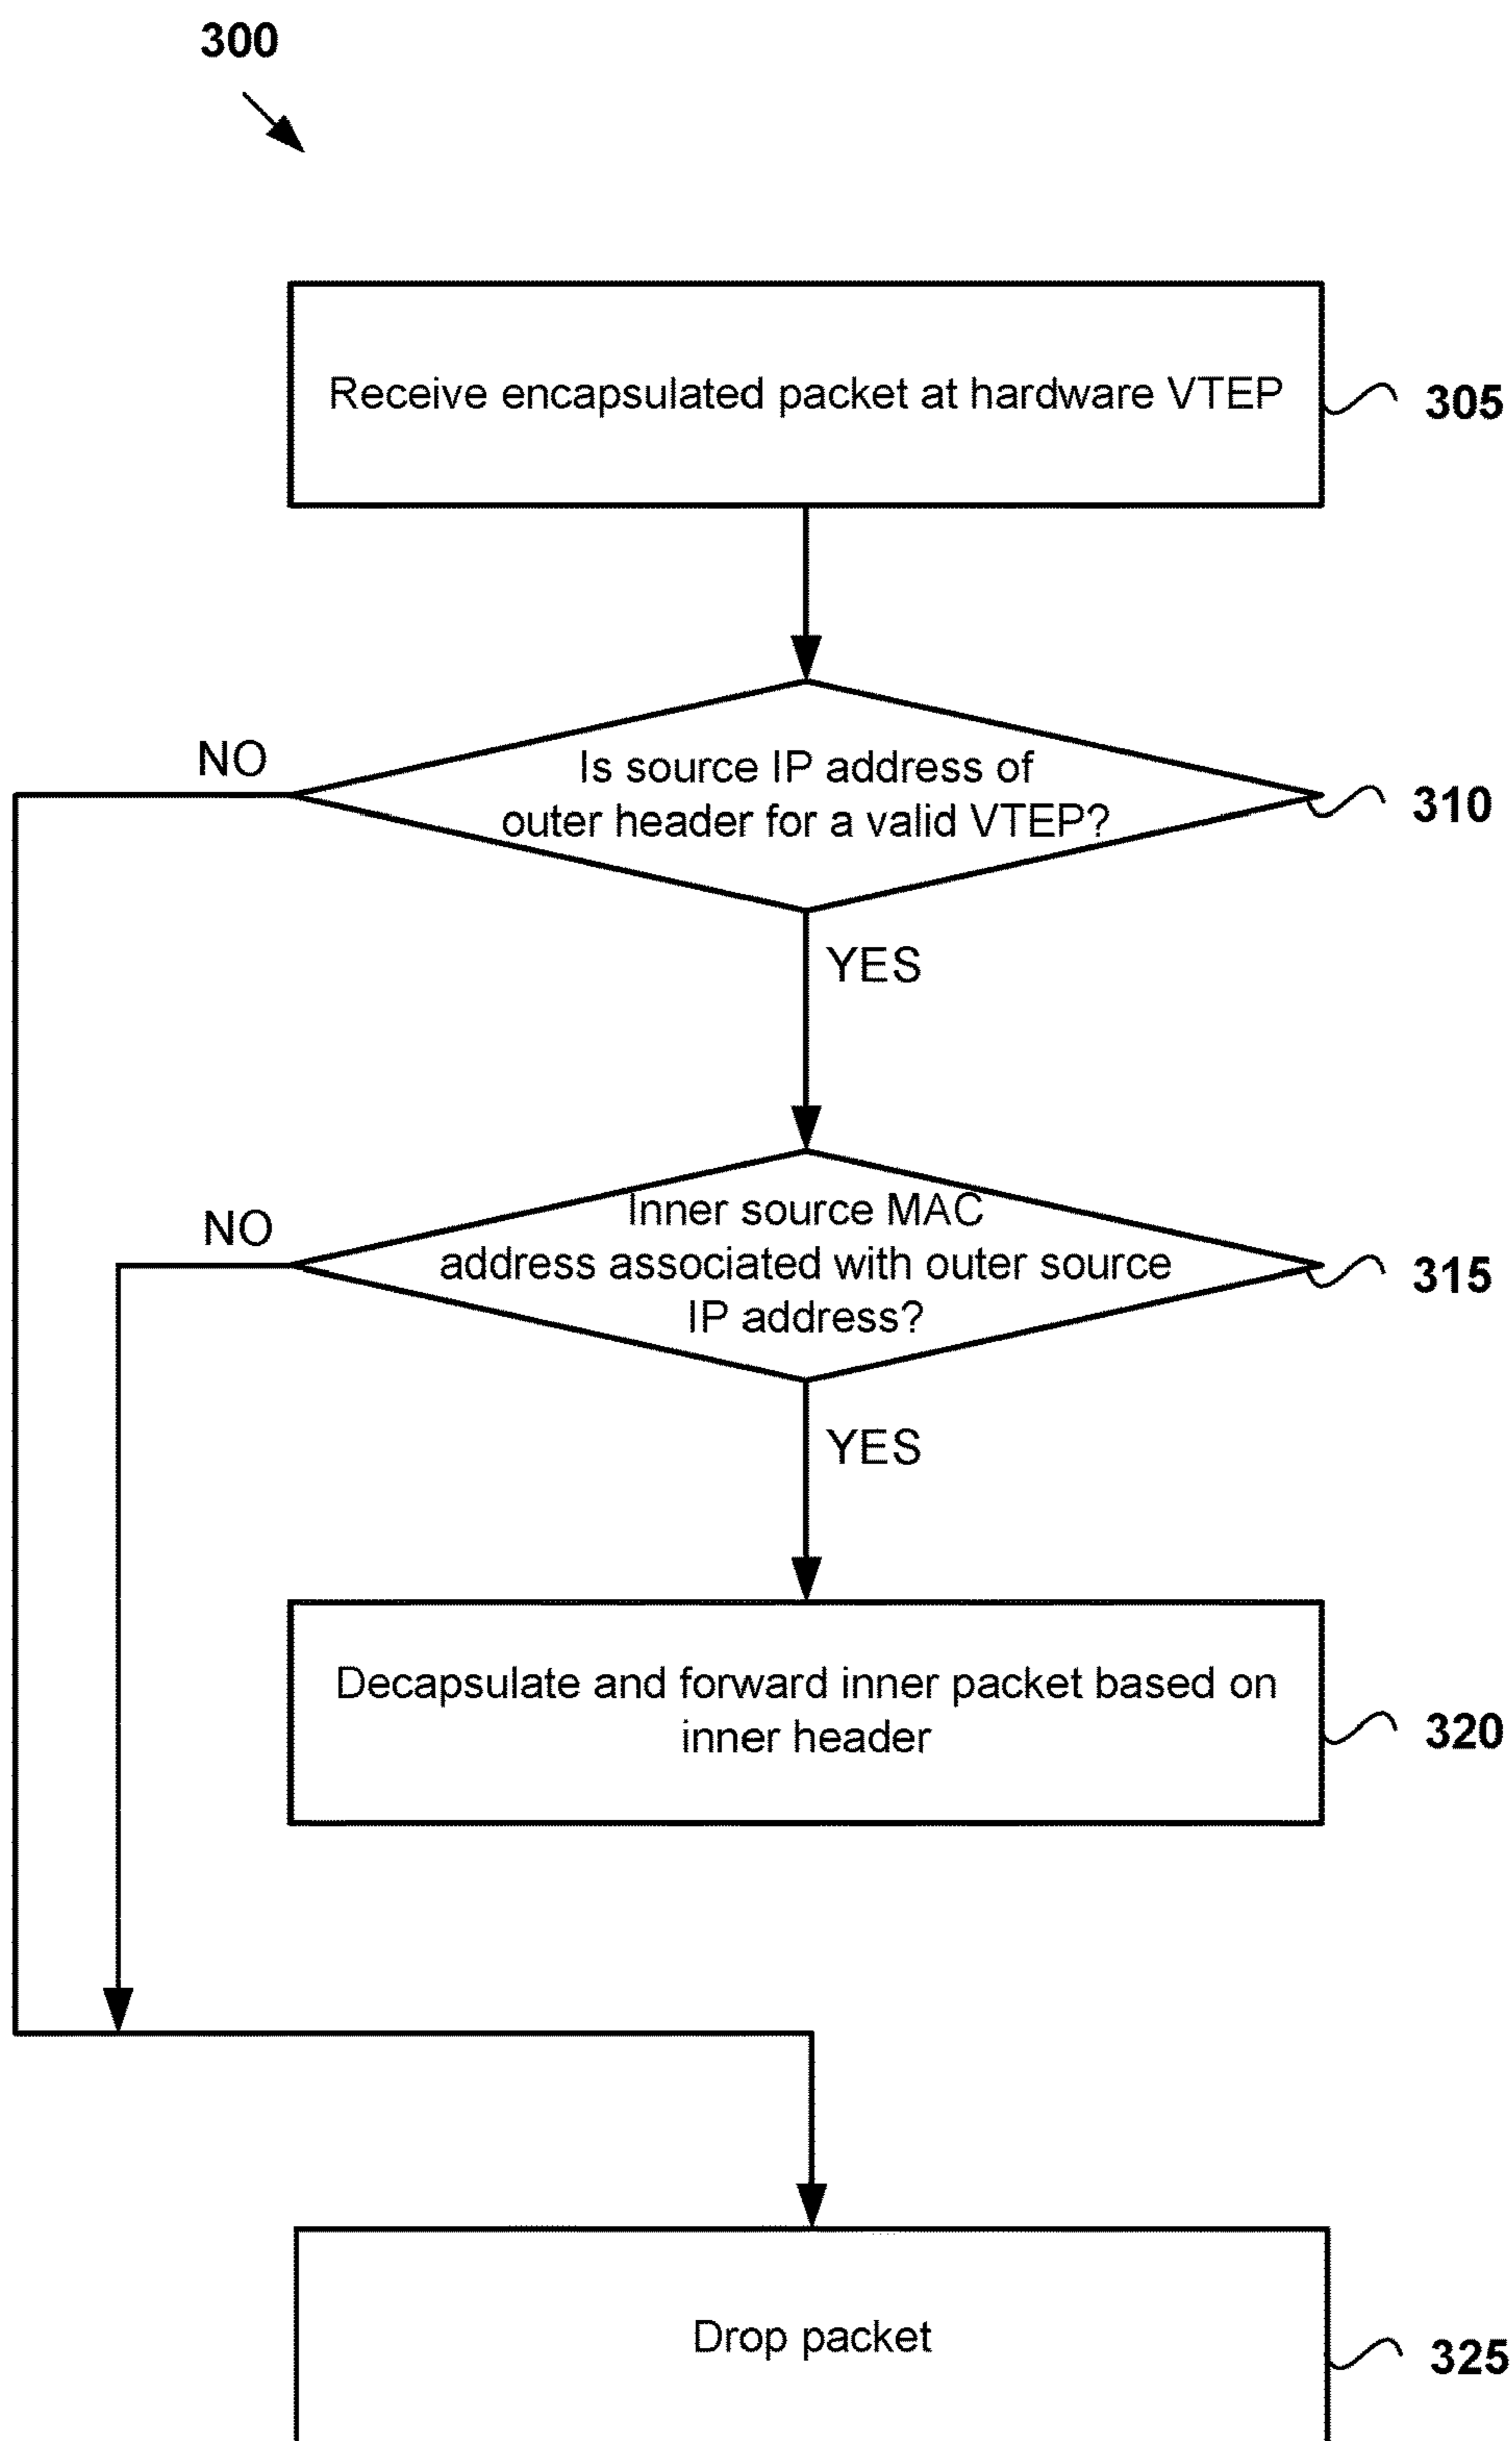 300
Receive encapsulated packet at hardware VTEP
305
NO
Is source IP address of
outer header for a valid VTEP?
310
YES
NO
Inner source MAC
address associated with outer source
IP address?
315
YES
Decapsulate and forward inner packet based on
inner header
320
Drop packet
325